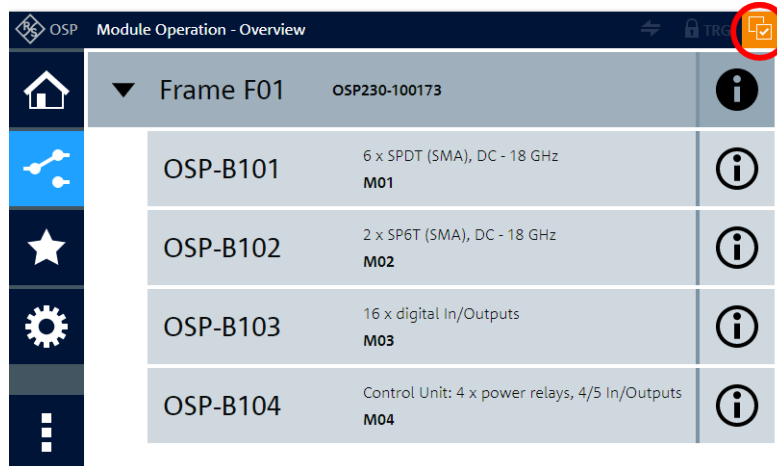 R&S OSP Module Operation - Overview TRG
Frame F01 OSP230-100173
OSP-B101 6 x SPDT (SMA), DC - 18 GHz
M01
OSP-B102 2 x SP6T (SMA), DC - 18 GHz
M02
OSP-B103 16 x digital In/Outputs
M03
OSP-B104 Control Unit: 4 x power relays, 4/5 In/Outputs
M04